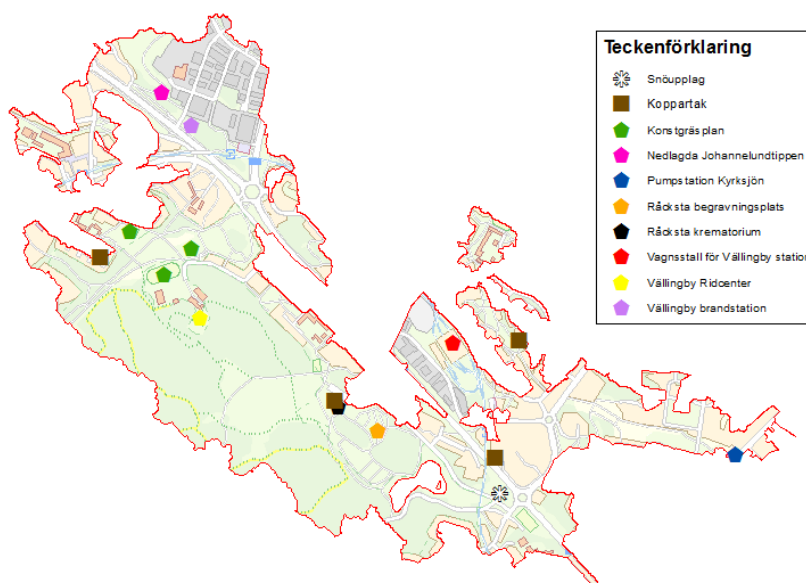 Teckenförklaring
Snöupplag
Koppartak
Konstgräsplan
Nedlagda Johannelundtippen
Pumpstation Kyrksjön
Råcksta begravningsplats
Råcksta krematorium
Vagnsstall för Vällingby station
Vällingby Ridcenter
Vällingby brandstation